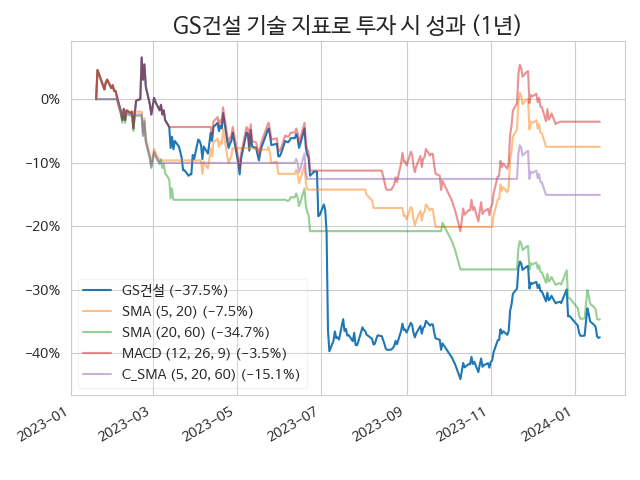 GS건설 기술 지표로 투자 시 성과 (1년)
0%
−10%
−20%
−30%
−40%
GS건설 (−37.5%)
SMA (5, 20) (−7.5%)
SMA (20, 60) (−34.7%)
MACD (12, 26, 9) (−3.5%)
C_SMA (5, 20, 60) (−15.1%)
2023−01
2023−03
2023−05
2023−07
2023−09
2023−11
2024−01